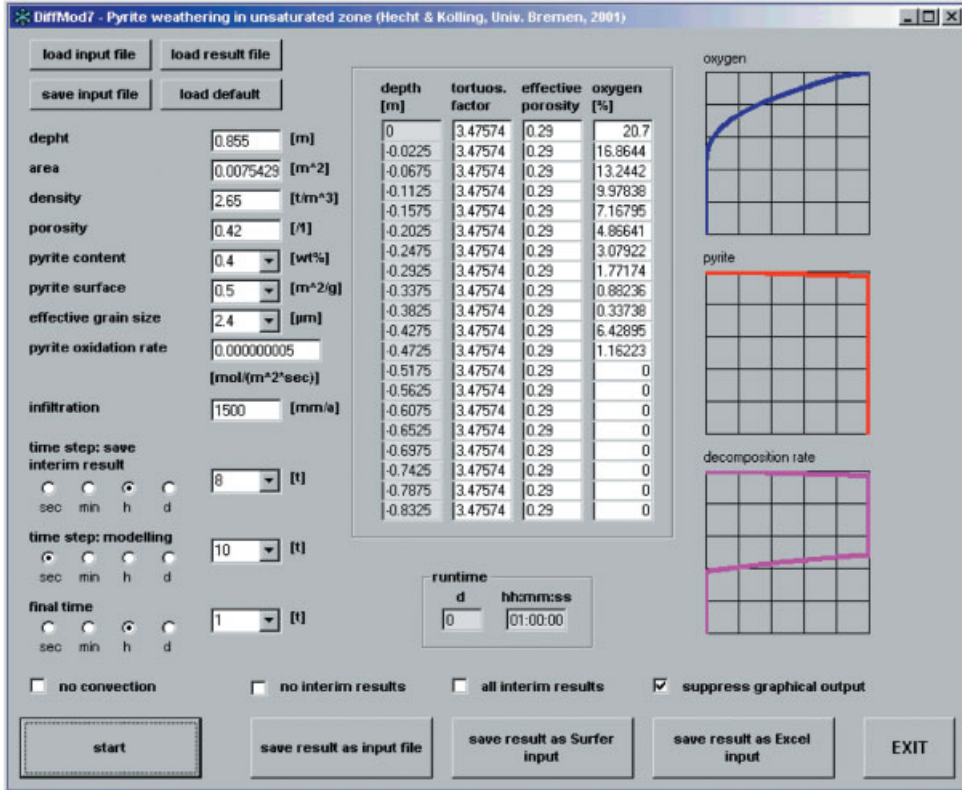 DiffMod7 - Pyrite weathering in unsaturated zone (Hecht & Kolling, Univ. Bremen, 2001)
load input file load result file
save input file load default
depht 0.855 [m]
area 0.0075429 [m^2]
density 2.65 [t/m^3]
porosity 0.42 [/1]
pyrite content 0.4 [wt%]
pyrite surface 0.5 [m^2/g]
effective grain size 2.4 [µm]
pyrite oxidation rate 0.000000005
[mol/(m^2*sec)]
infiltration 1500 [mm/a]
time step: save
interim result
8 [t]
sec min h d
time step: modelling
10 [t]
sec min h d
final time
1 [t]
sec min h d
depth tortuos. effective oxygen
[m] factor porosity [%]
0 3.47574 0.29 20.7
-0.0225 3.47574 0.29 16.8644
-0.0675 3.47574 0.29 13.2442
-0.1125 3.47574 0.29 9.97838
-0.1575 3.47574 0.29 7.16795
-0.2025 3.47574 0.29 4.86641
-0.2475 3.47574 0.29 3.07922
-0.2925 3.47574 0.29 1.77174
-0.3375 3.47574 0.29 0.88236
-0.3825 3.47574 0.29 0.33738
-0.4275 3.47574 0.29 6.42895
-0.4725 3.47574 0.29 1.16223
-0.5175 3.47574 0.29 0
-0.5625 3.47574 0.29 0
-0.6075 3.47574 0.29 0
-0.6525 3.47574 0.29 0
-0.6975 3.47574 0.29 0
-0.7425 3.47574 0.29 0
-0.7875 3.47574 0.29 0
-0.8325 3.47574 0.29 0
runtime
d hh:mm:ss
0 01:00:00
oxygen
pyrite
decomposition rate
no convection no interim results all interim results suppress graphical output
start
save result as input file
save result as Surfer
input
save result as Excel
input
EXIT